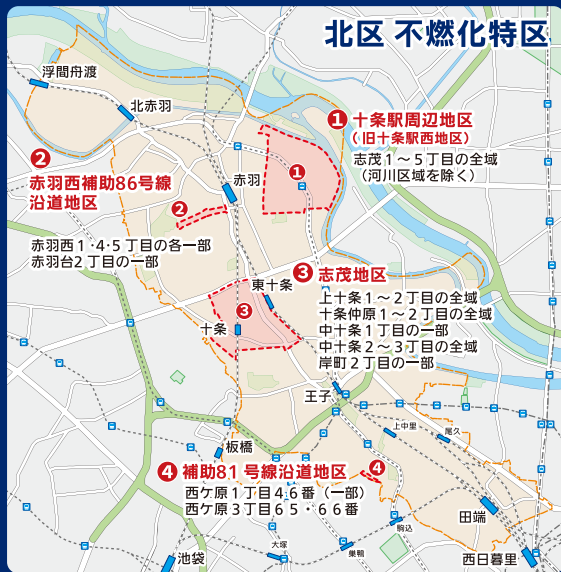 北区 不燃化特区
浮間舟渡
北赤羽
❶ 十条駅周辺地区
（旧十条駅西地区）
志茂１～５丁目の全域
（河川区域を除く）
❷
赤羽西補助86号線
沿道地区
赤羽西１･４･５丁目の各一部
赤羽台２丁目の一部
赤羽
❶
❷
東十条
❸ 志茂地区
上十条１～２丁目の全域
十条仲原１～２丁目の全域
中十条１丁目の一部
中十条２～３丁目の全域
岸町２丁目の一部
❸
十条
王子
上中里
尾久
板橋
❹ 補助81号線沿道地区
西ケ原１丁目４６番（一部）
西ケ原３丁目６５・６６番
❹
田端
駒込
巣鴨
大塚
池袋
西日暮里